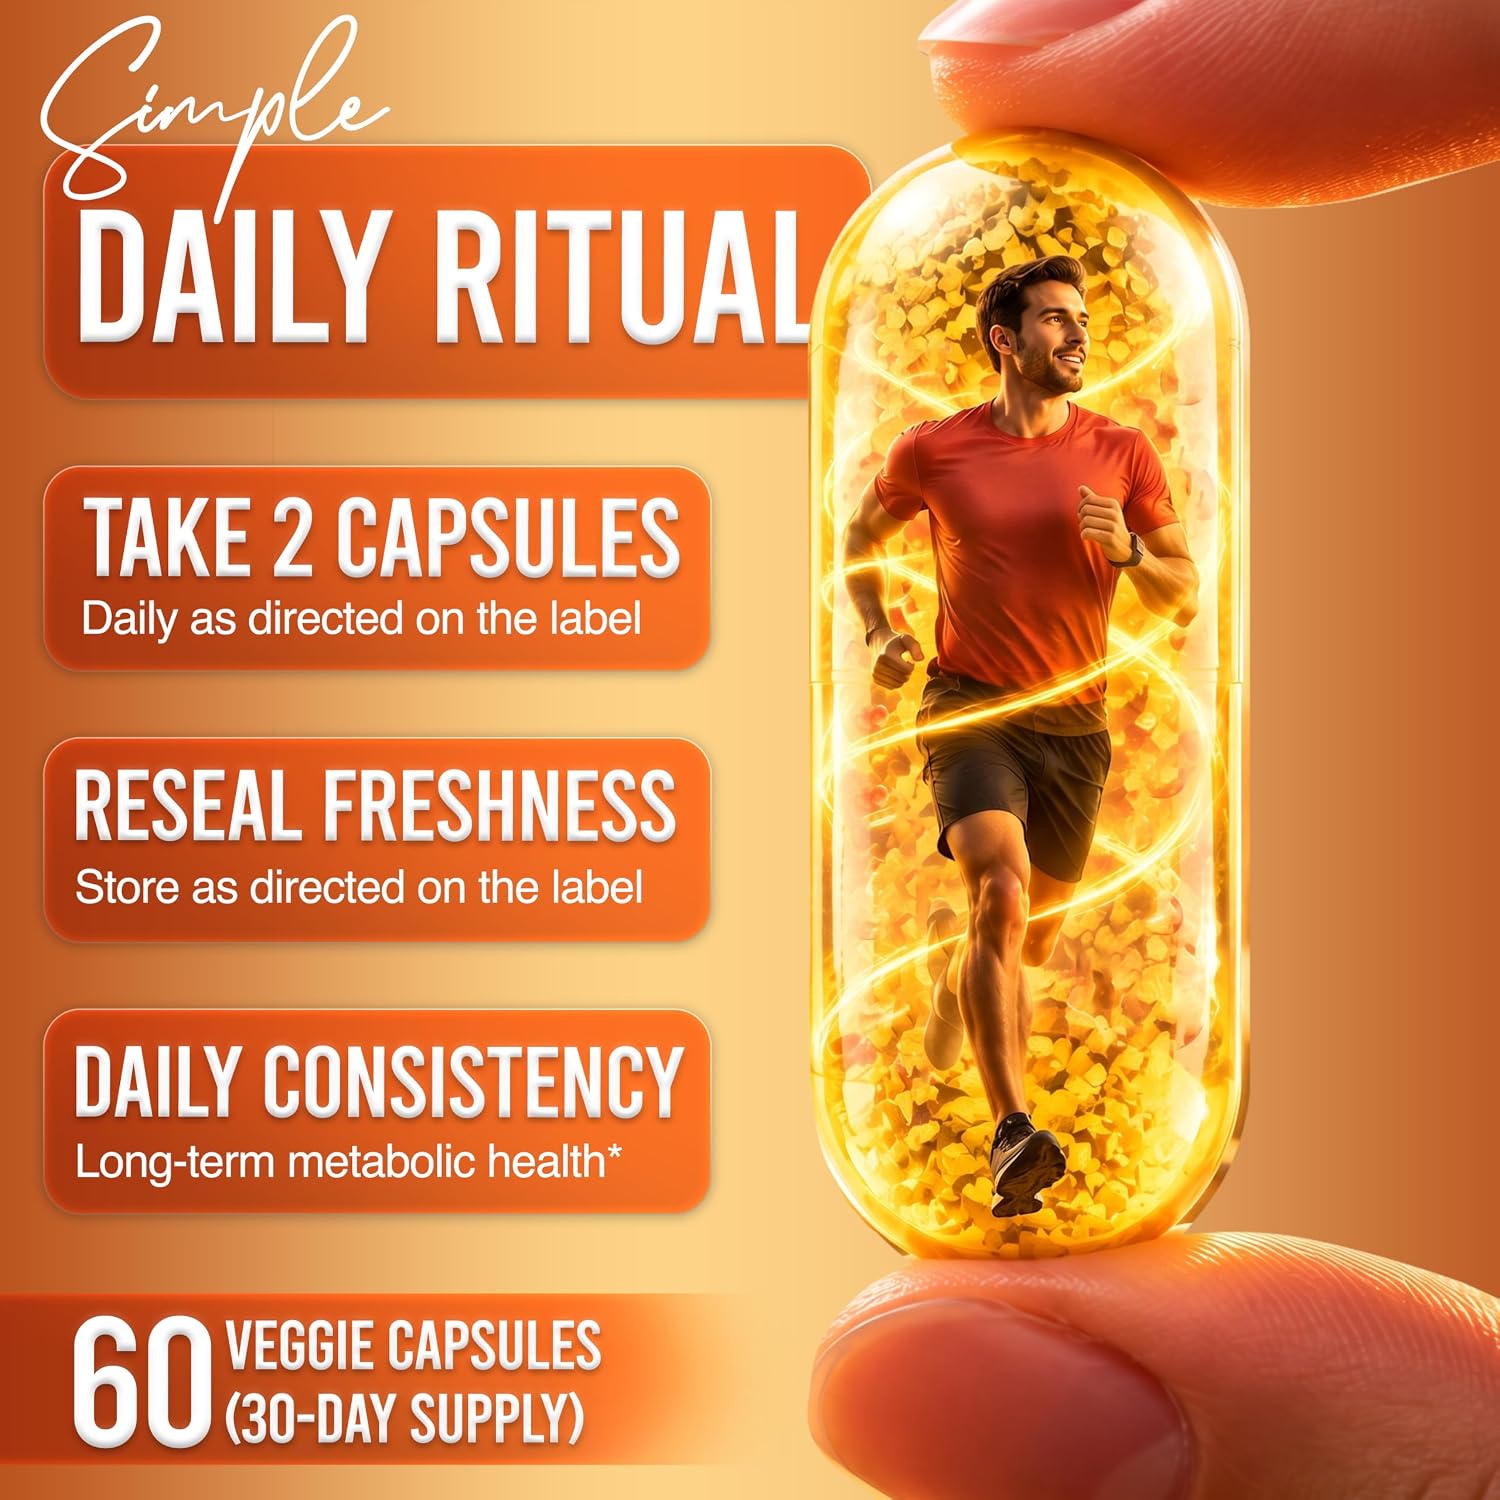 Simple
DAILY RITUAL
TAKE 2 CAPSULES
Daily as directed on the label
RESEAL FRESHNESS
Store as directed on the label
DAILY CONSISTENCY
Long-term metabolic health*
60 VEGGIE CAPSULES
(30-DAY SUPPLY)